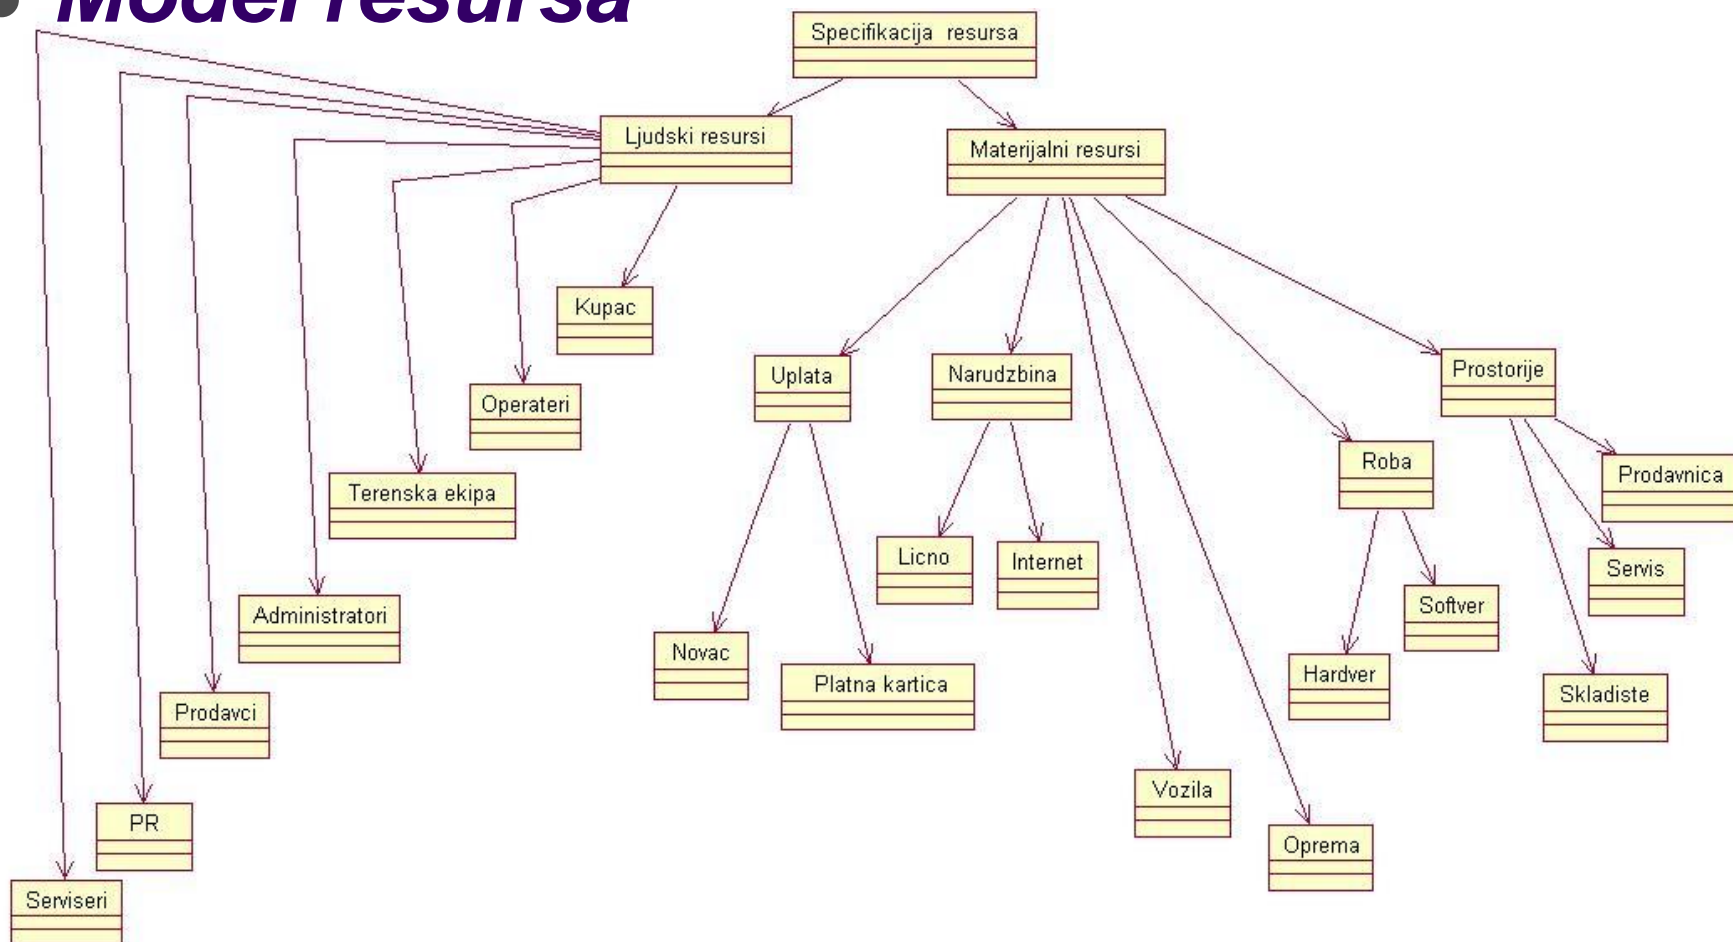 Model resursa
Specifikacija resursa
Ljudski resursi
Materijalni resursi
Kupac
Operateri
Terenska ekipa
Administratori
Prodavci
PR
Serviseri
Uplata
Narudzbina
Prostorije
Roba
Prodavnica
Licno
Internet
Servis
Softver
Novac
Platna kartica
Hardver
Skladiste
Vozila
Oprema